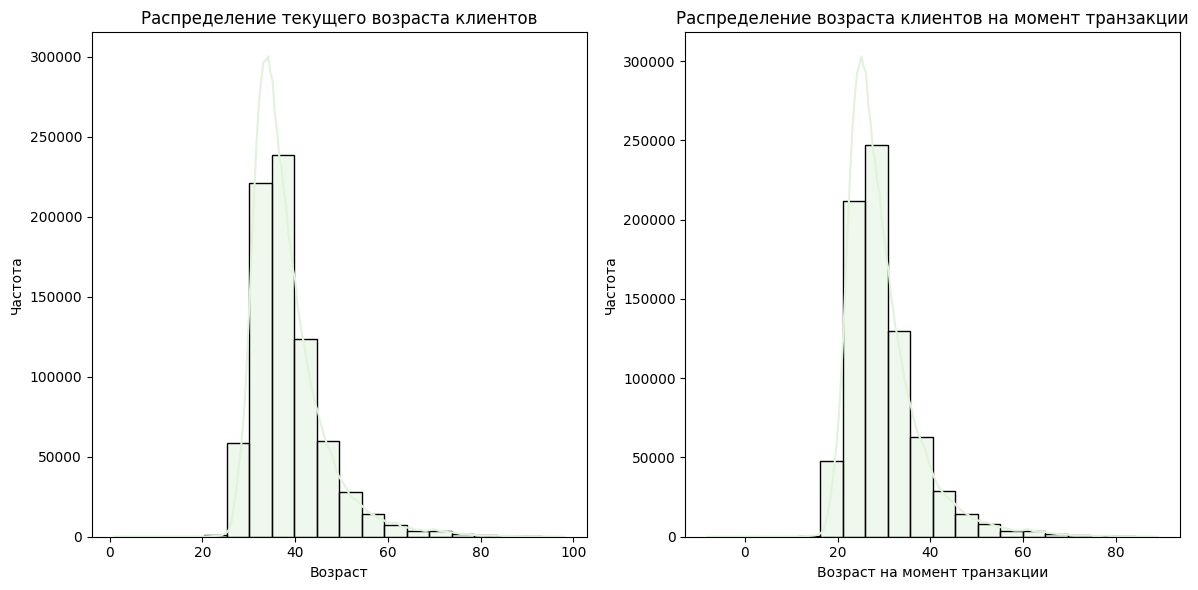 Распределение текущего возраста клиентов
Частота
300000
250000
200000
150000
100000
50000
0
0 20 40 60 80 100
Возраст
Распределение возраста клиентов на момент транзакции
Частота
300000
250000
200000
150000
100000
50000
0
0 20 40 60 80
Возраст на момент транзакции